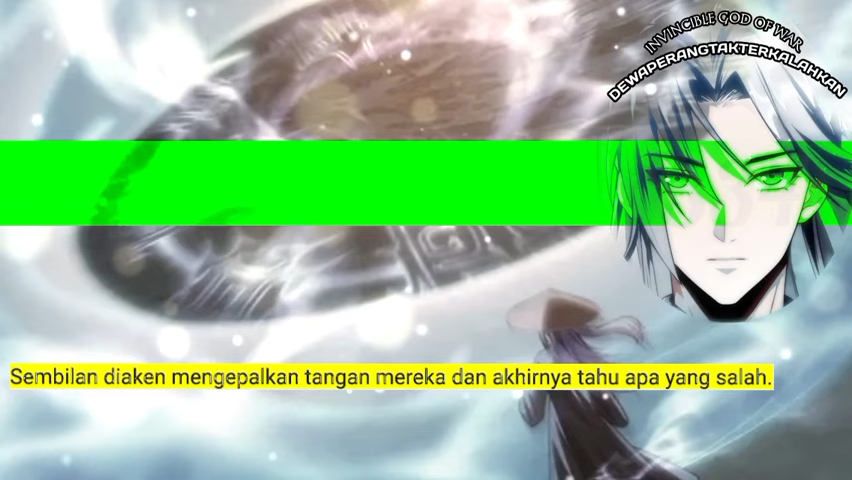 INVINCIBLE GOD OF WAR
DEWAPERANGTAKTERKALAHKAN
Sembilan diaken mengepalkan tangan mereka dan akhirnya tahu apa yang salah.